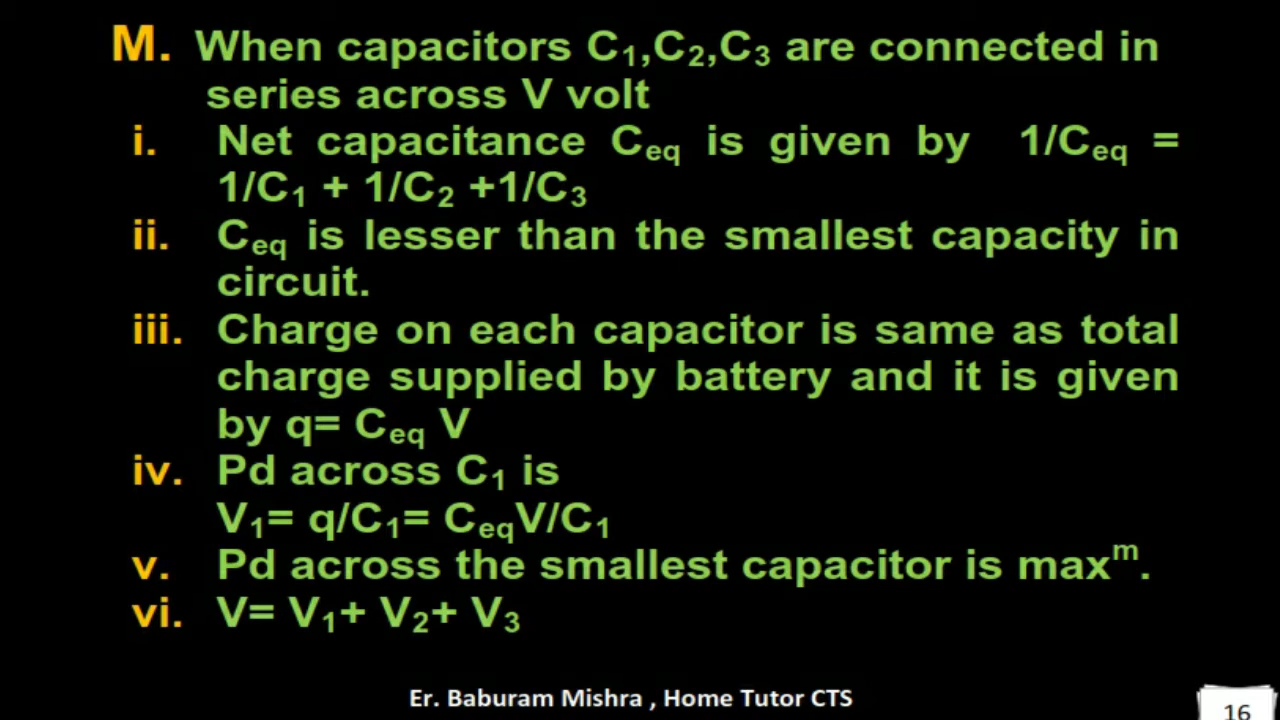 M. When capacitors C₁,C₂,C₃ are connected in
series across V volt
i. Net capacitance Cₑq is given by 1/Cₑq =
1/C₁ + 1/C₂ +1/C₃
ii. Cₑq is lesser than the smallest capacity in
circuit.
iii. Charge on each capacitor is same as total
charge supplied by battery and it is given
by q= Cₑq V
iv. Pd across C₁ is
V₁= q/C₁= CₑqV/C₁
v. Pd across the smallest capacitor is maxᵐ.
vi. V= V₁+ V₂+ V₃
Er. Baburam Mishra , Home Tutor CTS
16